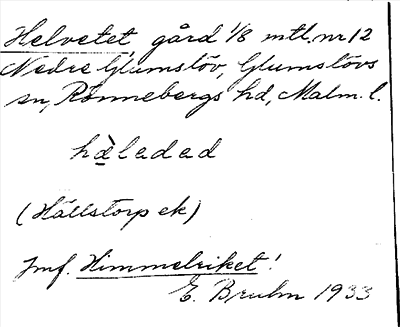 Helvetet, gård 1/8 mtl. nr 12
Nedre Glumslöv, Glumslövs
sn, Rönnebergs hd, Malm. l.
hæ̀ladad
(Hällstorp ek)
Jmf. Himmelriket!
E. Bruhn 1933